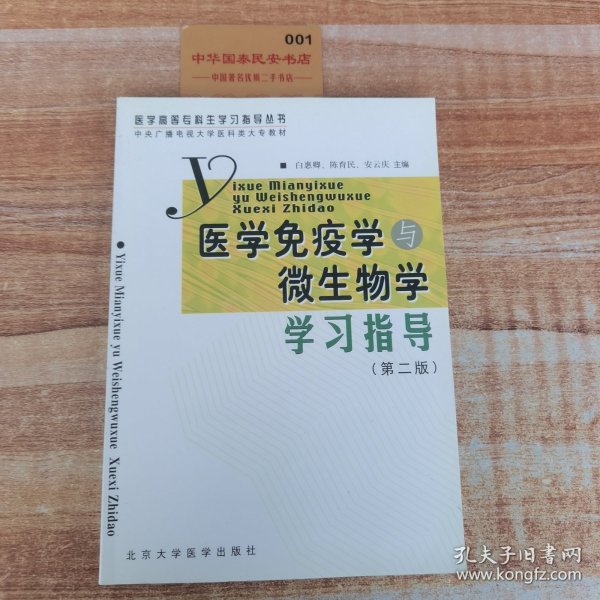 001
中华国泰民安书店
中国著名优质二手书店
医学高等专科生学习指导丛书
中央广播电视大学医科类大专教材
白惠卿、陈育民、安云庆 主编
Yixue Mianyixue
yu Weishengwuxue
Xuexi Zhidao
医学免疫学与
微生物学
学习指导
(第二版)
Yixue Mianyixue yu Weishengwuxue Xuexi Zhidao
北京大学医学出版社
孔夫子旧书网
www.kongfz.com